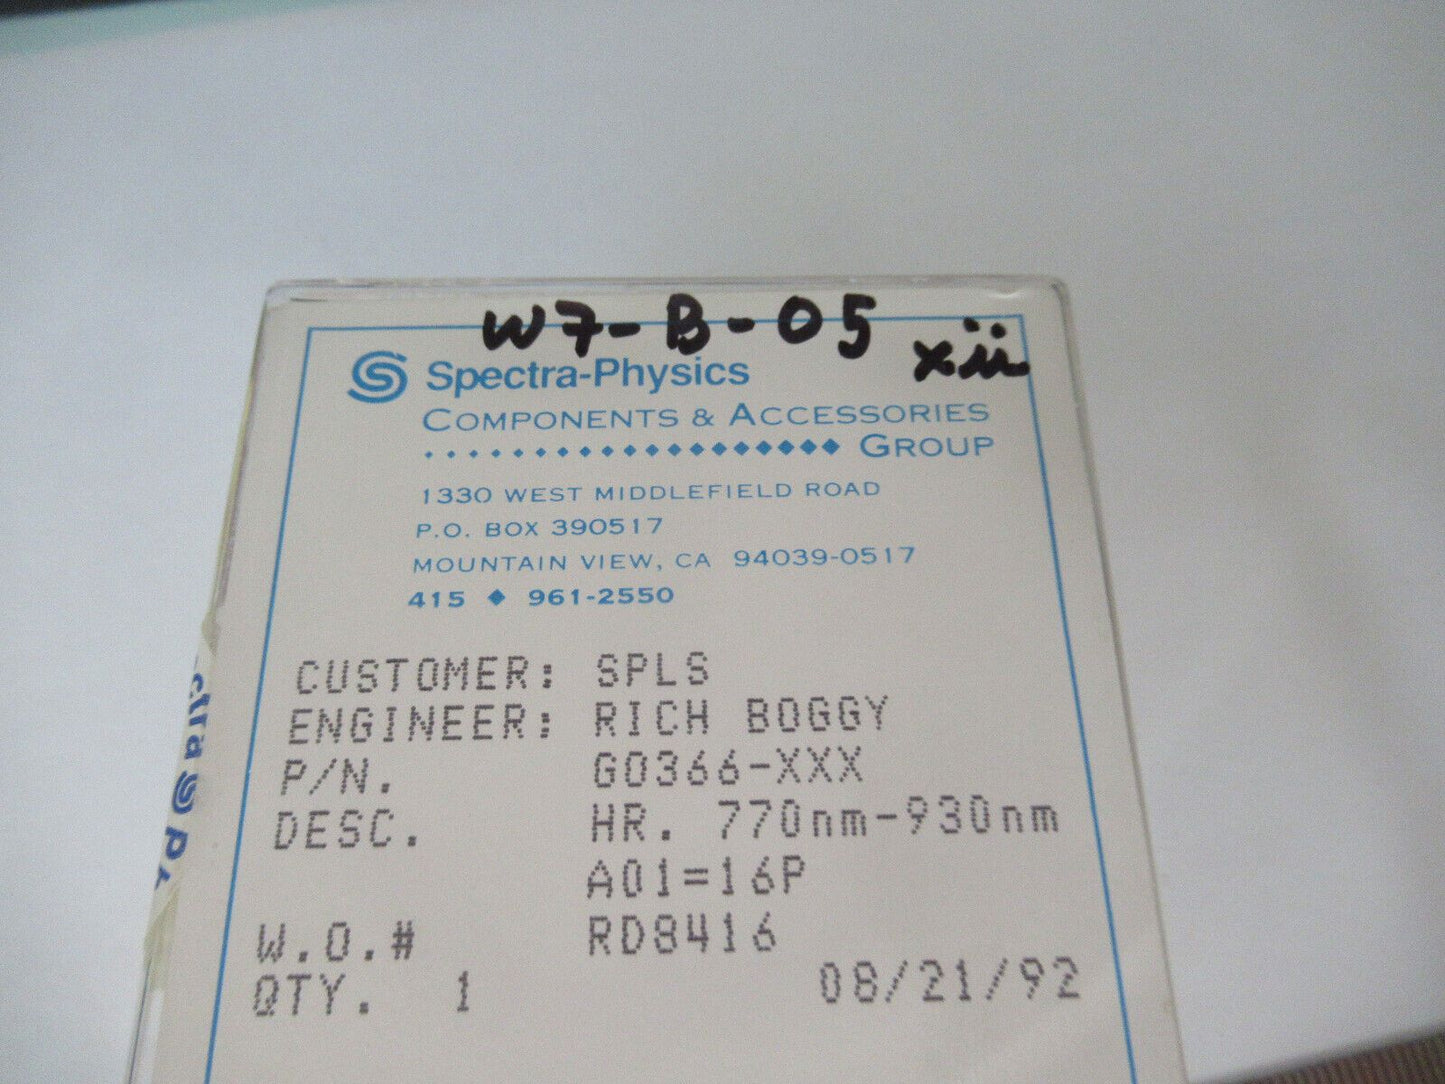 W7-B-05
xii
Spectra-Physics
COMPONENTS & ACCESSORIES
GROUP
1330 WEST MIDDLEFIELD ROAD
P.O. BOX 390517
MOUNTAIN VIEW, CA 94039-0517
415 ◆ 961-2550
CUSTOMER: SPLS
ENGINEER: RICH BOGGY
P/N. G0366-XXX
DESC. HR. 770nm-930nm
A01=16P
W.O.# RD8416
QTY. 1 08/21/92